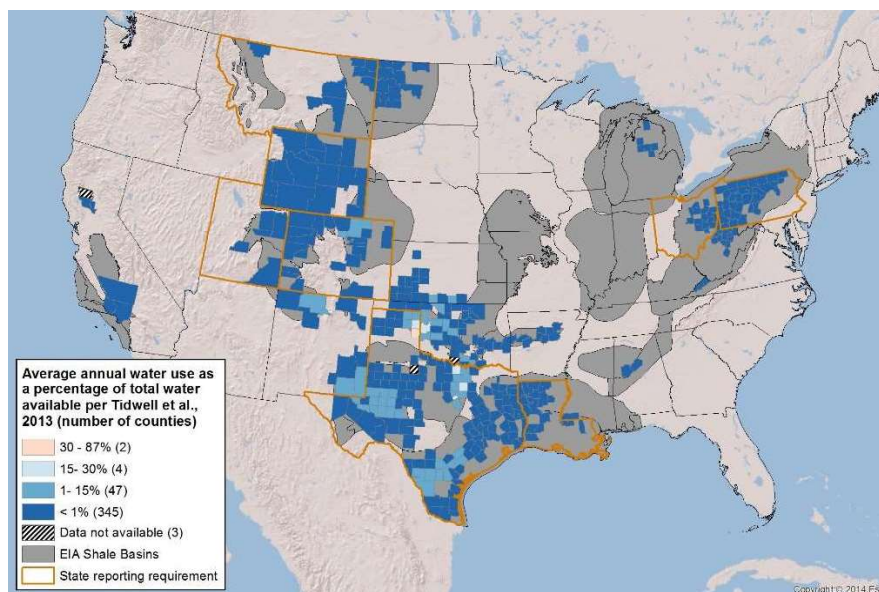 Average annual water use as
a percentage of total water
available per Tidwell et al.,
2013 (number of counties)
30 - 87% (2)
15- 30% (4)
1- 15% (47)
< 1% (345)
Data not available (3)
EIA Shale Basins
State reporting requirement
Copyright © 2014 Es